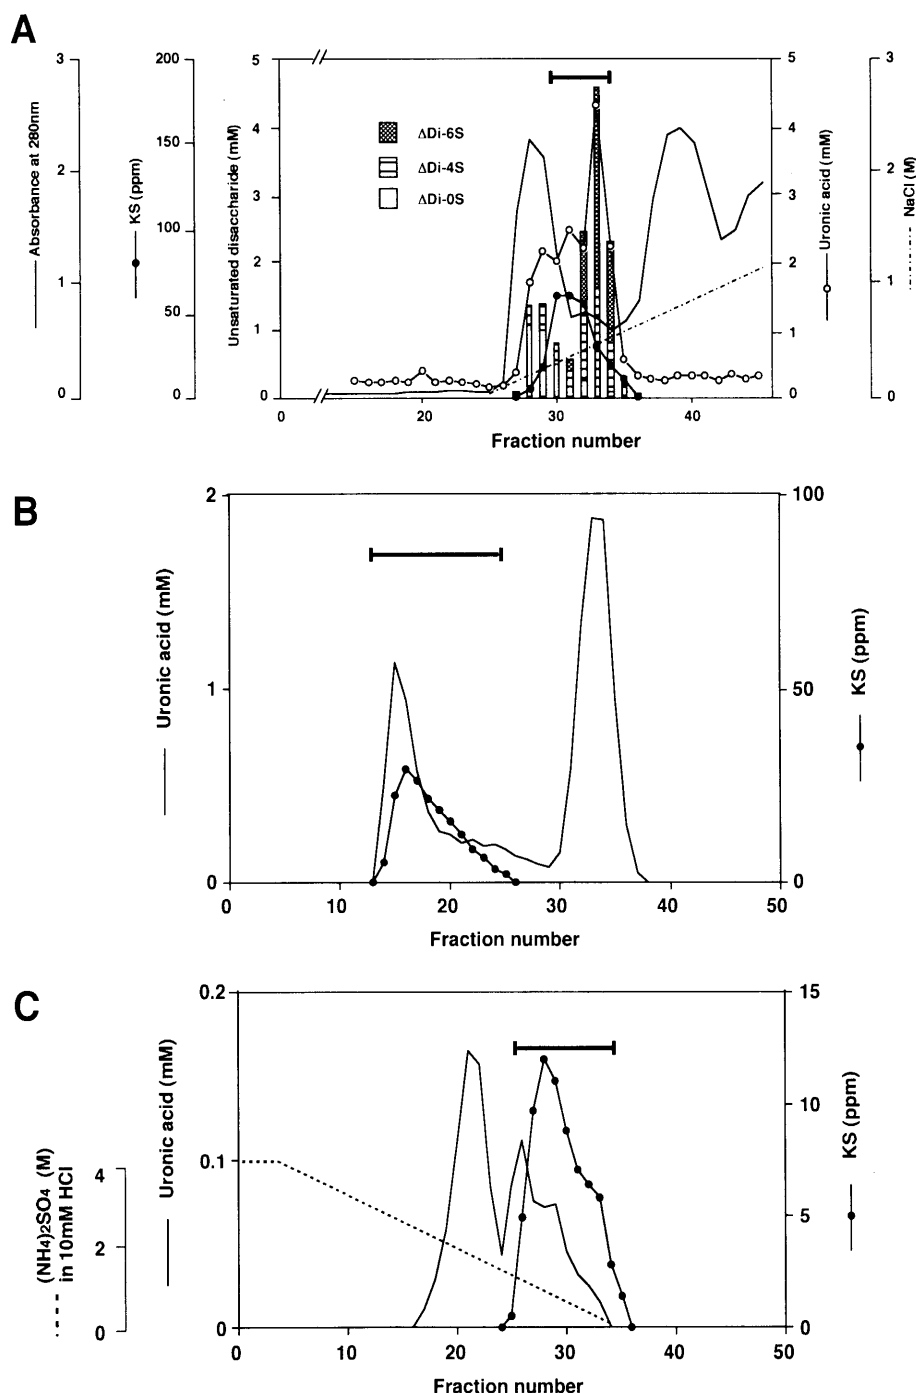 A
Absorbance at 280nm
3
2
1
0
KS (ppm)
200
150
100
50
0
Unsaturated disaccharide (mM)
5
4
3
2
1
0
ΔDi-6S
ΔDi-4S
ΔDi-0S
5
4
3
2
1
0
Uronic acid (mM)
3
2
1
0
NaCl (M)
0
20
30
40
Fraction number
B
Uronic acid (mM)
2
1
0
100
50
0
KS (ppm)
0
10
20
30
40
50
Fraction number
C
(NH4)2SO4 (M)
in 10mM HCl
4
2
0
Uronic acid (mM)
0.2
0.1
0
15
10
5
0
KS (ppm)
0
10
20
30
40
50
Fraction number